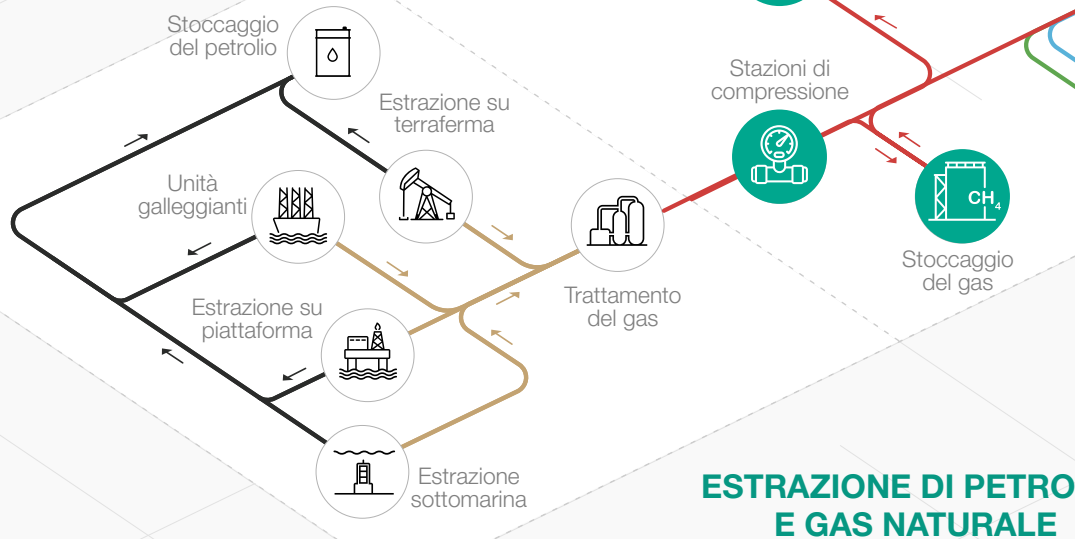 Stoccaggio
del petrolio
Estrazione su
terraferma
Stazioni di
compressione
Unità
galleggianti
CH4
Stoccaggio
del gas
Estrazione su
piattaforma
Trattamento
del gas
Estrazione
sottomarina
ESTRAZIONE DI PETRO
E GAS NATURALE